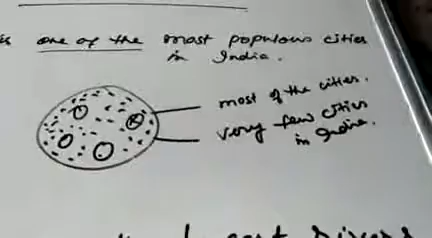 is one of the most populous cities
in India.
most of the cities.
very few cities
in India.